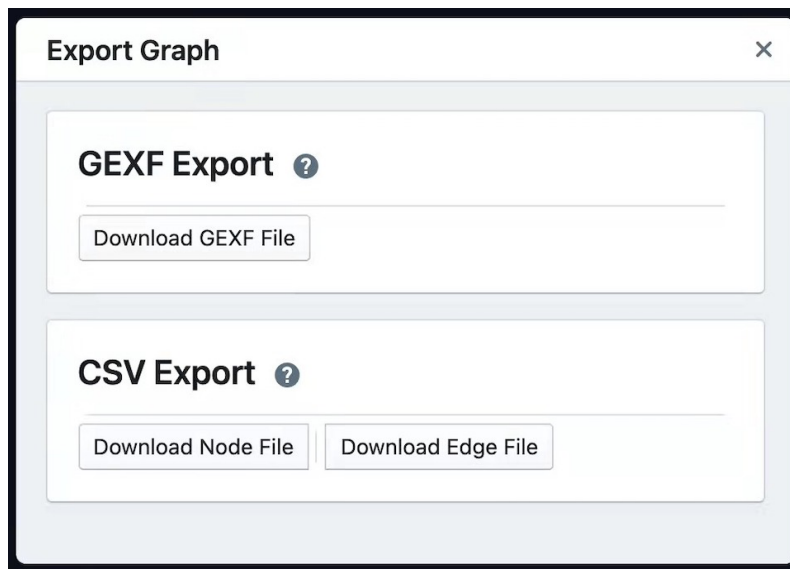 Export Graph
GEXF Export
Download GEXF File
CSV Export
Download Node File Download Edge File